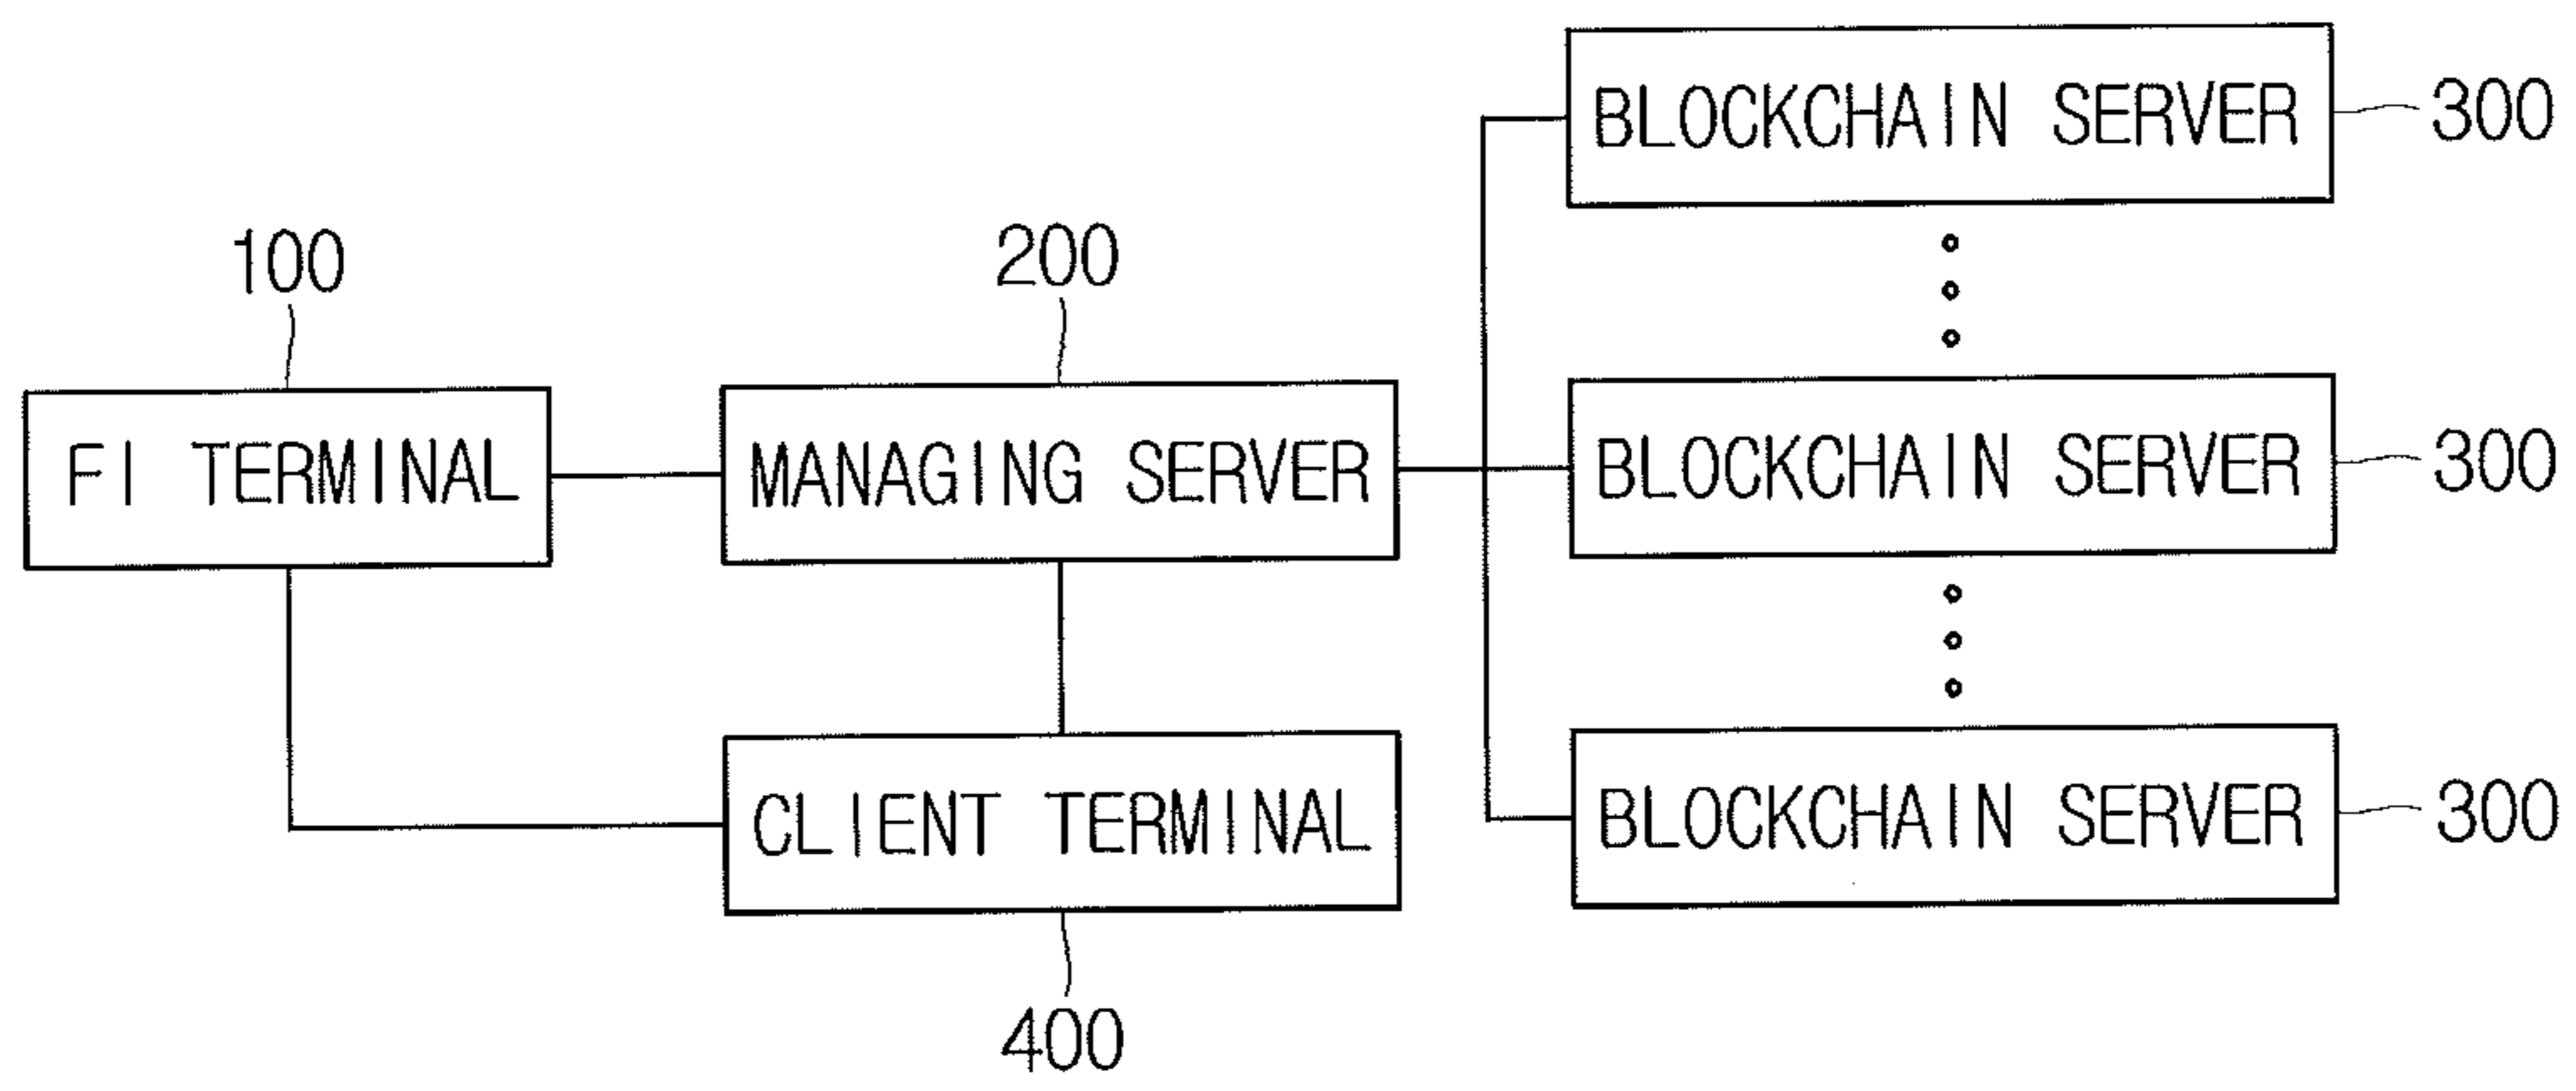 BLOCKCHAIN SERVER 300
100
200
FI TERMINAL
MANAGING SERVER
BLOCKCHAIN SERVER 300
CLIENT TERMINAL
BLOCKCHAIN SERVER 300
400